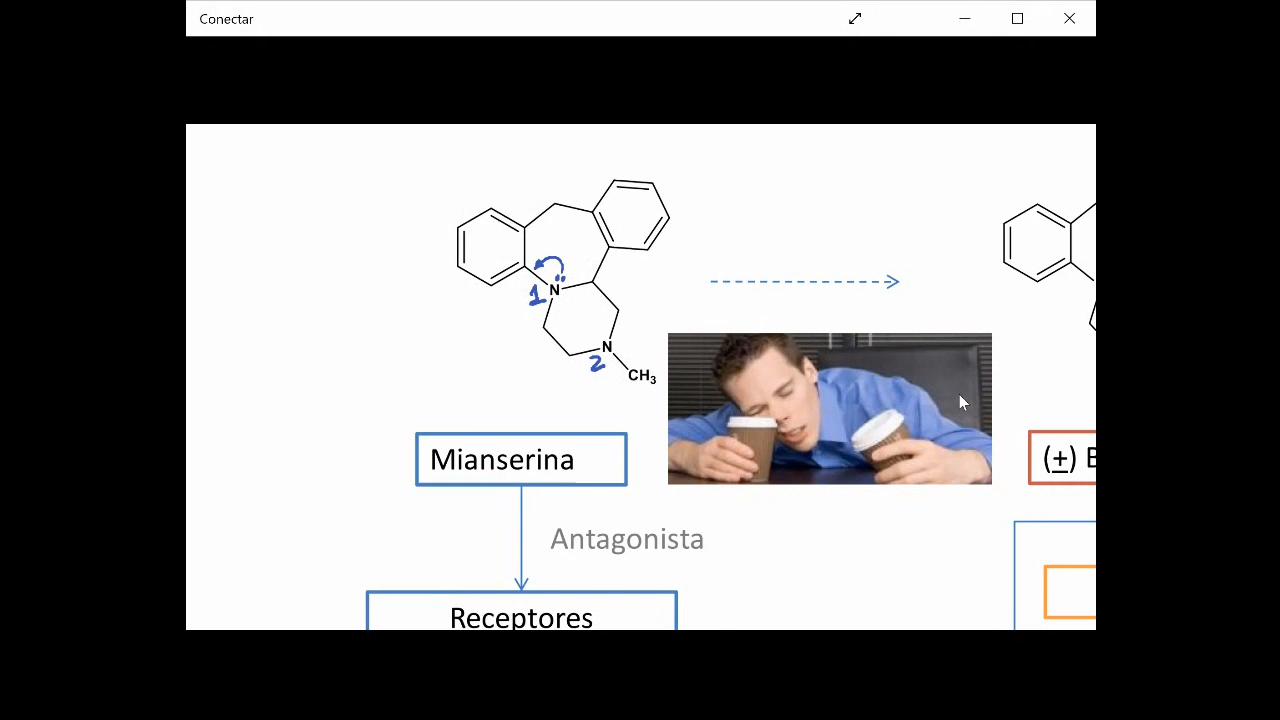 Conectar
N
1
N
2
CH3
Mianserina
(±) B
Antagonista
Receptores